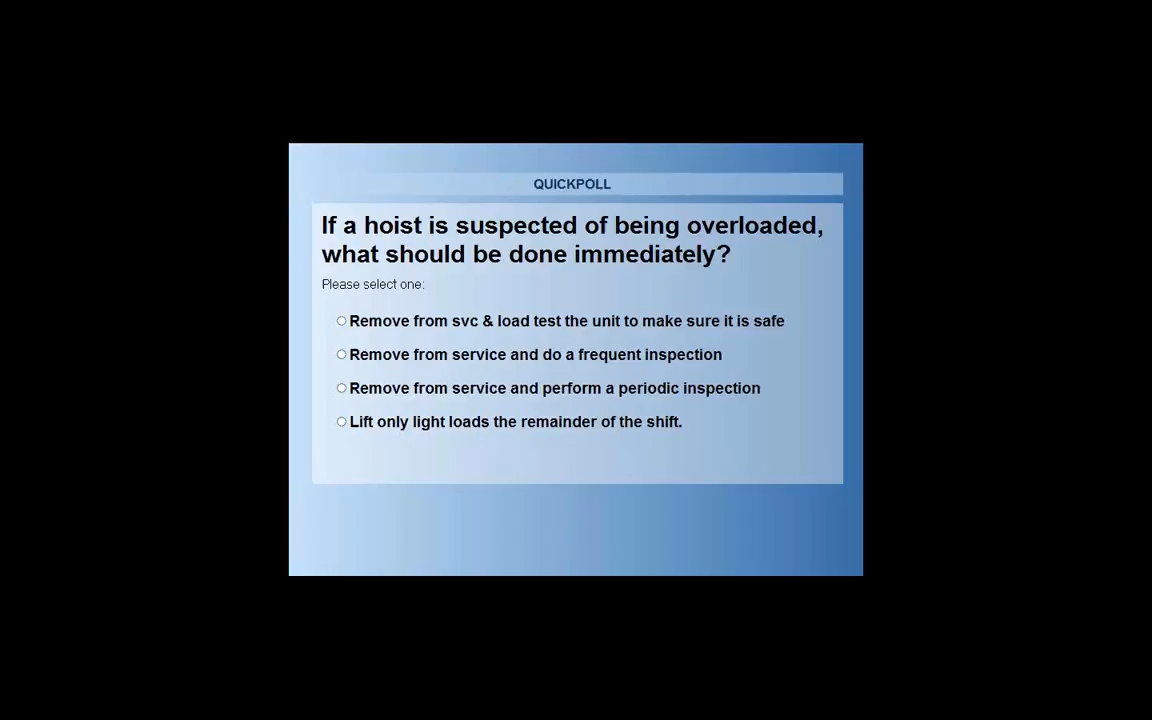 QUICKPOLL
If a hoist is suspected of being overloaded,
what should be done immediately?
Please select one:
Remove from svc & load test the unit to make sure it is safe
Remove from service and do a frequent inspection
Remove from service and perform a periodic inspection
Lift only light loads the remainder of the shift.